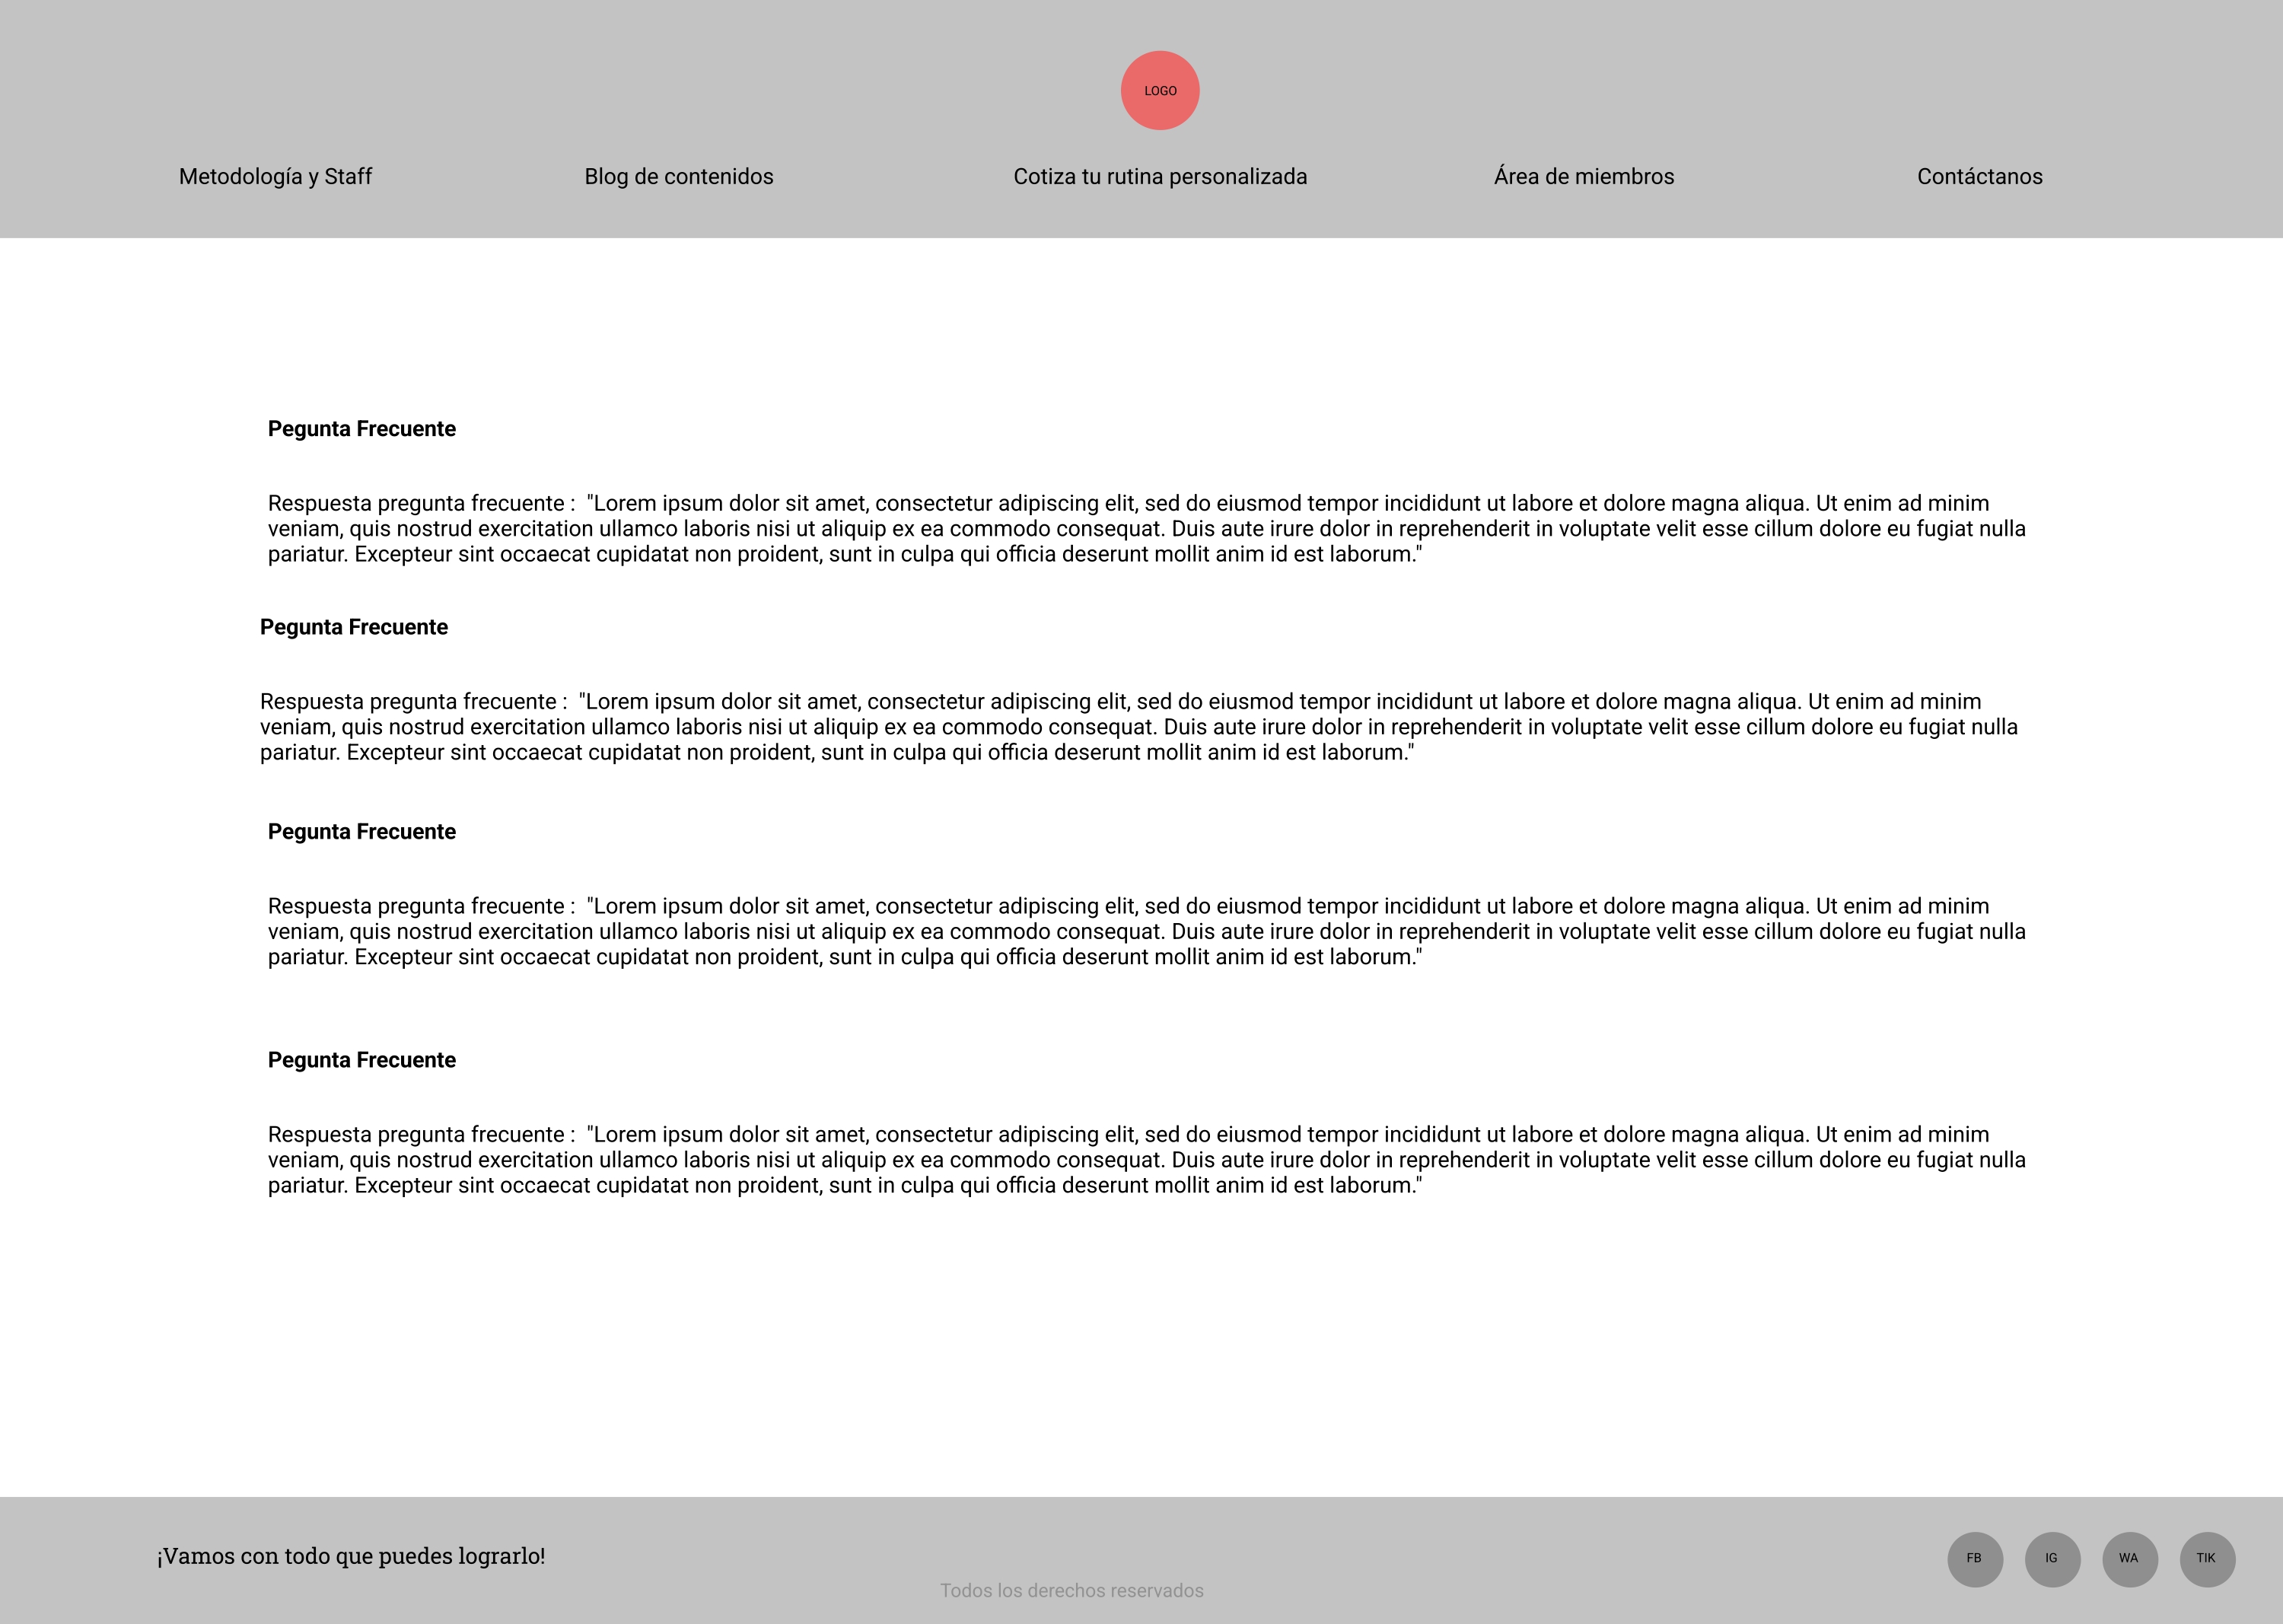 LOGO
Metodología y Staff
Blog de contenidos
Cotiza tu rutina personalizada
Área de miembros
Contáctanos
Pegunta Frecuente
Respuesta pregunta frecuente :  "Lorem ipsum dolor sit amet, consectetur adipiscing elit, sed do eiusmod tempor incididunt ut labore et dolore magna aliqua. Ut enim ad minim
veniam, quis nostrud exercitation ullamco laboris nisi ut aliquip ex ea commodo consequat. Duis aute irure dolor in reprehenderit in voluptate velit esse cillum dolore eu fugiat nulla
pariatur. Excepteur sint occaecat cupidatat non proident, sunt in culpa qui officia deserunt mollit anim id est laborum."
Pegunta Frecuente
Respuesta pregunta frecuente :  "Lorem ipsum dolor sit amet, consectetur adipiscing elit, sed do eiusmod tempor incididunt ut labore et dolore magna aliqua. Ut enim ad minim
veniam, quis nostrud exercitation ullamco laboris nisi ut aliquip ex ea commodo consequat. Duis aute irure dolor in reprehenderit in voluptate velit esse cillum dolore eu fugiat nulla
pariatur. Excepteur sint occaecat cupidatat non proident, sunt in culpa qui officia deserunt mollit anim id est laborum."
Pegunta Frecuente
Respuesta pregunta frecuente :  "Lorem ipsum dolor sit amet, consectetur adipiscing elit, sed do eiusmod tempor incididunt ut labore et dolore magna aliqua. Ut enim ad minim
veniam, quis nostrud exercitation ullamco laboris nisi ut aliquip ex ea commodo consequat. Duis aute irure dolor in reprehenderit in voluptate velit esse cillum dolore eu fugiat nulla
pariatur. Excepteur sint occaecat cupidatat non proident, sunt in culpa qui officia deserunt mollit anim id est laborum."
Pegunta Frecuente
Respuesta pregunta frecuente :  "Lorem ipsum dolor sit amet, consectetur adipiscing elit, sed do eiusmod tempor incididunt ut labore et dolore magna aliqua. Ut enim ad minim
veniam, quis nostrud exercitation ullamco laboris nisi ut aliquip ex ea commodo consequat. Duis aute irure dolor in reprehenderit in voluptate velit esse cillum dolore eu fugiat nulla
pariatur. Excepteur sint occaecat cupidatat non proident, sunt in culpa qui officia deserunt mollit anim id est laborum."
¡Vamos con todo que puedes lograrlo!
FB
IG
WA
TIK
Todos los derechos reservados